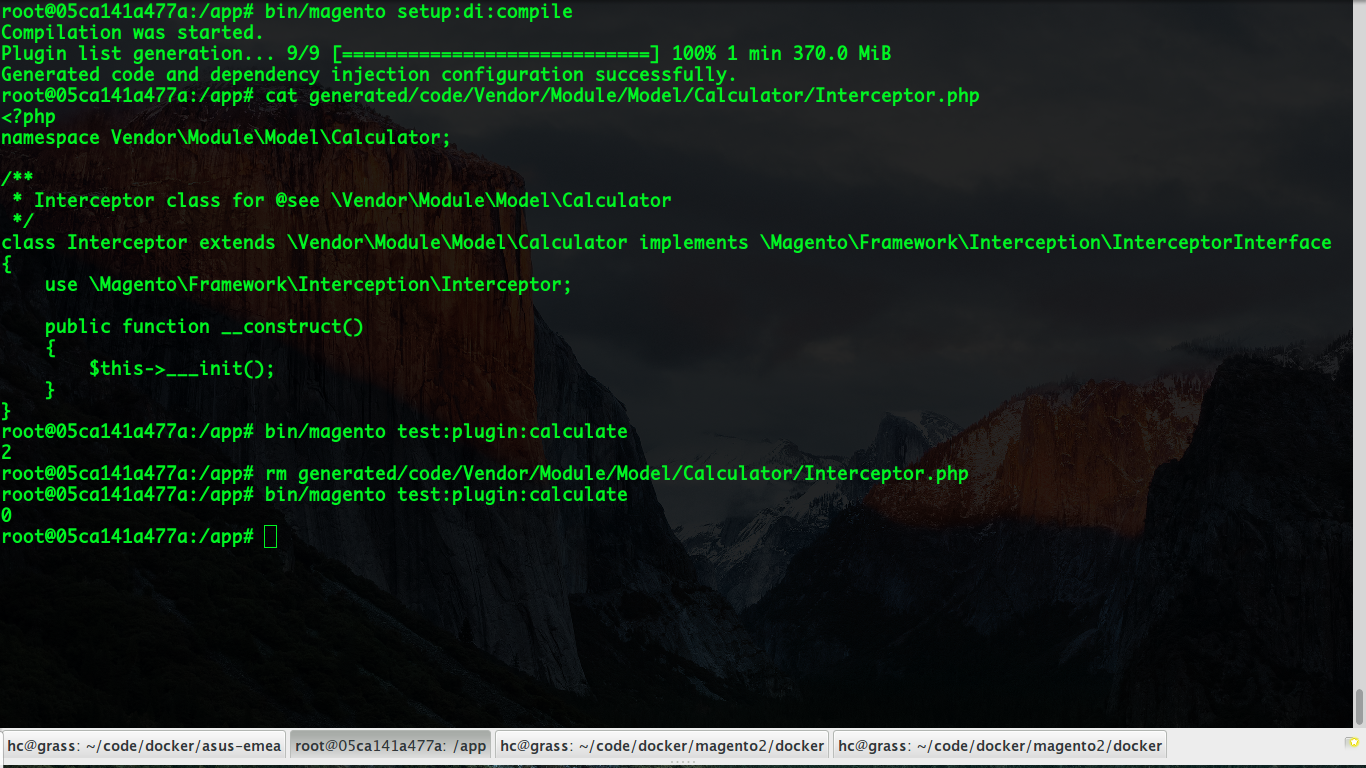 root@05ca141a477a:/app# bin/magento setup:di:compile
Compilation was started.
Plugin list generation... 9/9 [============================] 100% 1 min 370.0 MiB
Generated code and dependency injection configuration successfully.
root@05ca141a477a:/app# cat generated/code/Vendor/Module/Model/Calculator/Interceptor.php
<?php
namespace Vendor\Module\Model\Calculator;

/**
 * Interceptor class for @see \Vendor\Module\Model\Calculator
 */
class Interceptor extends \Vendor\Module\Model\Calculator implements \Magento\Framework\Interception\InterceptorInterface
{
    use \Magento\Framework\Interception\Interceptor;

    public function __construct()
    {
        $this->___init();
    }
}
root@05ca141a477a:/app# bin/magento test:plugin:calculate
2
root@05ca141a477a:/app# rm generated/code/Vendor/Module/Model/Calculator/Interceptor.php
root@05ca141a477a:/app# bin/magento test:plugin:calculate
0
root@05ca141a477a:/app#
hc@grass: ~/code/docker/asus-emea
root@05ca141a477a: /app
hc@grass: ~/code/docker/magento2/docker
hc@grass: ~/code/docker/magento2/docker